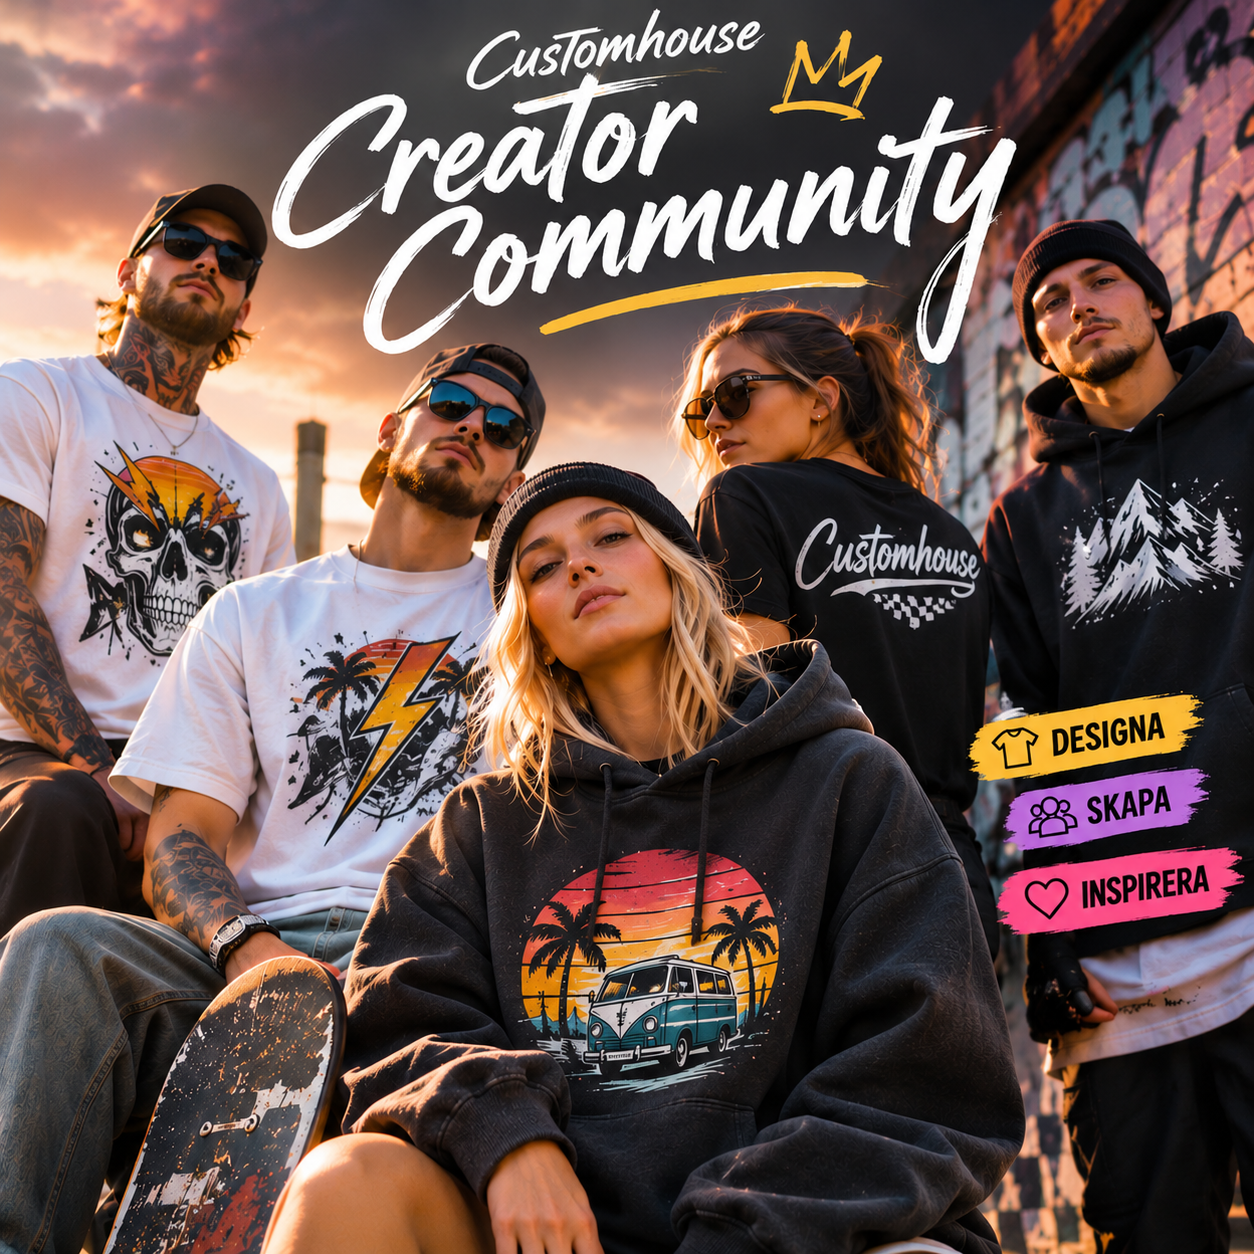 Customhouse
Creator
Community
Customhouse
DESIGNA
SKAPA
INSPIRERA